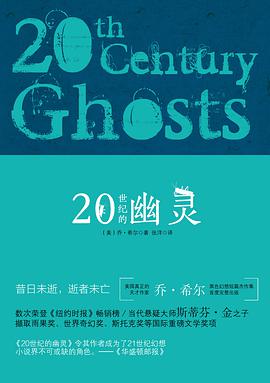 20th
Century
Ghosts
20世纪的幽灵
（美）乔·希尔 著 张洋 译
昔日未逝，逝者未亡
美国真正的
天才作家
乔·希尔
黑色幻想短篇杰作集
首度完整出版
数次荣登《纽约时报》畅销榜／当代悬疑大师斯蒂芬·金之子
撷取雨果奖、世界奇幻奖、斯托克奖等国际重磅文学奖项
《20世纪的幽灵》令其作者成为了21世纪幻想
小说界不可或缺的角色。——《华盛顿邮报》